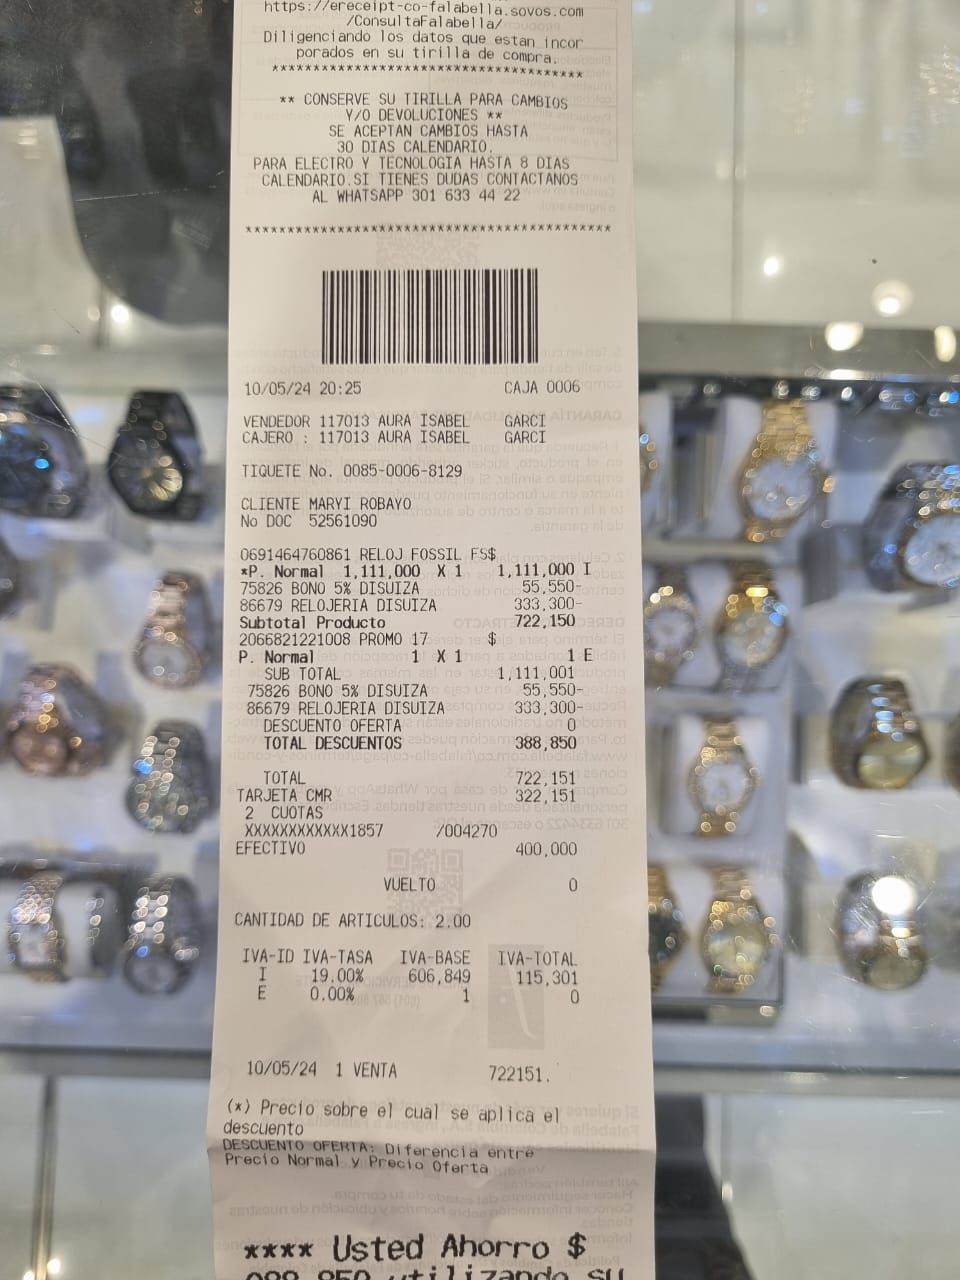 https://ereceipt-co-falabella.sovos.com
/ConsultaFalabella/
Diligenciando los datos que estan incor
porados en su tirilla de compra.
*************************************
** CONSERVE SU TIRILLA PARA CAMBIOS
Y/O DEVOLUCIONES **
SE ACEPTAN CAMBIOS HASTA
30 DIAS CALENDARIO.
PARA ELECTRO Y TECNOLOGIA HASTA 8 DIAS
CALENDARIO.SI TIENES DUDAS CONTACTANOS
AL WHATSAPP 301 633 44 22
*******************************************
10/05/24 20:25 CAJA 0006
VENDEDOR 117013 AURA ISABEL GARCI
CAJERO : 117013 AURA ISABEL GARCI
TIQUETE No. 0085-0006-8129
CLIENTE MARYI ROBAYO
No DOC 52561090
0691464760861 RELOJ FOSSIL FS$
*P. Normal 1,111,000 X 1 1,111,000 I
75826 BONO 5% DISUIZA 55,550-
86679 RELOJERIA DISUIZA 333,300-
Subtotal Producto 722,150
2066821221008 PROMO 17 $
P. Normal 1 X 1 1 E
SUB TOTAL 1,111,001
75826 BONO 5% DISUIZA 55,550-
86679 RELOJERIA DISUIZA 333,300-
DESCUENTO OFERTA 0
TOTAL DESCUENTOS 388,850
TOTAL 722,151
TARJETA CMR 322,151
2 CUOTAS
XXXXXXXXXXXX1857 /004270
EFECTIVO 400,000
VUELTO 0
CANTIDAD DE ARTICULOS: 2.00
IVA-ID IVA-TASA IVA-BASE IVA-TOTAL
I 19.00% 606,849 115,301
E 0.00% 1 0
10/05/24 1 VENTA 722151.
(*) Precio sobre el cual se aplica el
descuento
DESCUENTO OFERTA: Diferencia entre
Precio Normal y Precio Oferta
**** Usted Ahorro $
utilizando su